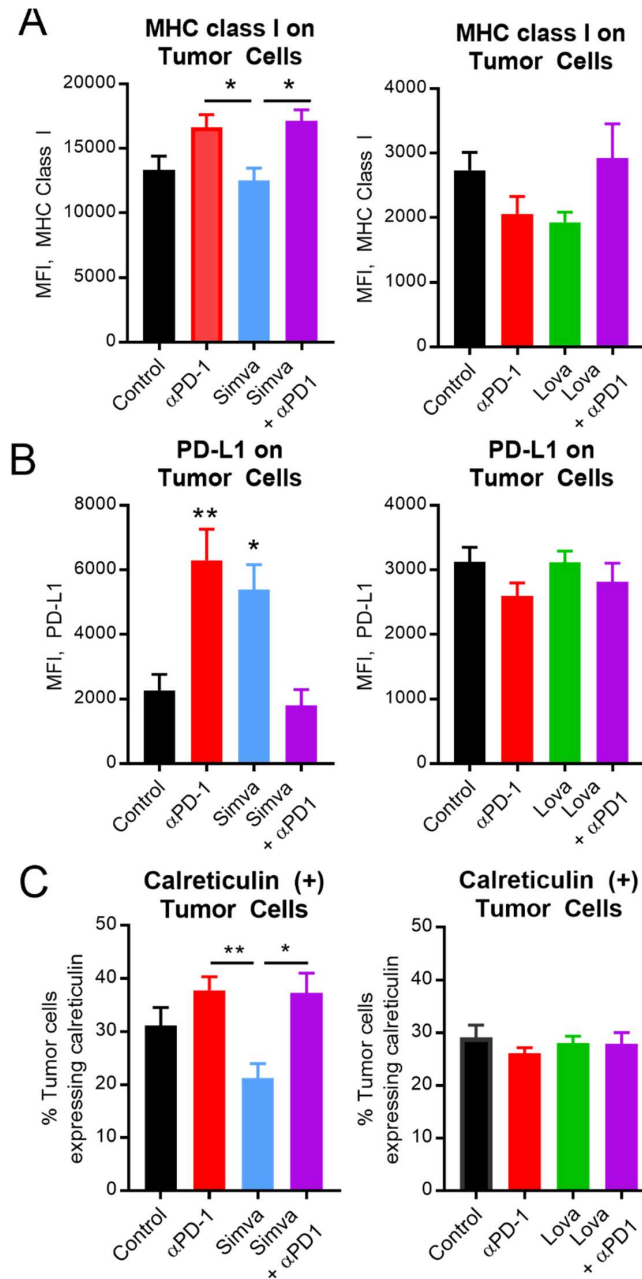 A
MHC class I on
Tumor Cells
MFI, MHC Class I
20000
15000
10000
5000
0
*
*
Control
αPD-1
Simva
Simva
+ αPD1
MHC class I on
Tumor Cells
MFI, MHC Class I
4000
3000
2000
1000
0
Control
αPD-1
Lova
Lova
+ αPD1
B
PD-L1 on
Tumor Cells
MFI, PD-L1
8000
6000
4000
2000
0
**
*
Control
αPD-1
Simva
Simva
+ αPD1
PD-L1 on
Tumor Cells
MFI, PD-L1
4000
3000
2000
1000
0
Control
αPD-1
Lova
Lova
+ αPD1
C
Calreticulin (+)
Tumor Cells
% Tumor cells
expressing calreticulin
50
40
30
20
10
0
**
*
Control
αPD-1
Simva
Simva
+ αPD1
Calreticulin (+)
Tumor Cells
% Tumor cells
expressing calreticulin
50
40
30
20
10
0
Control
αPD-1
Lova
Lova
+ αPD1